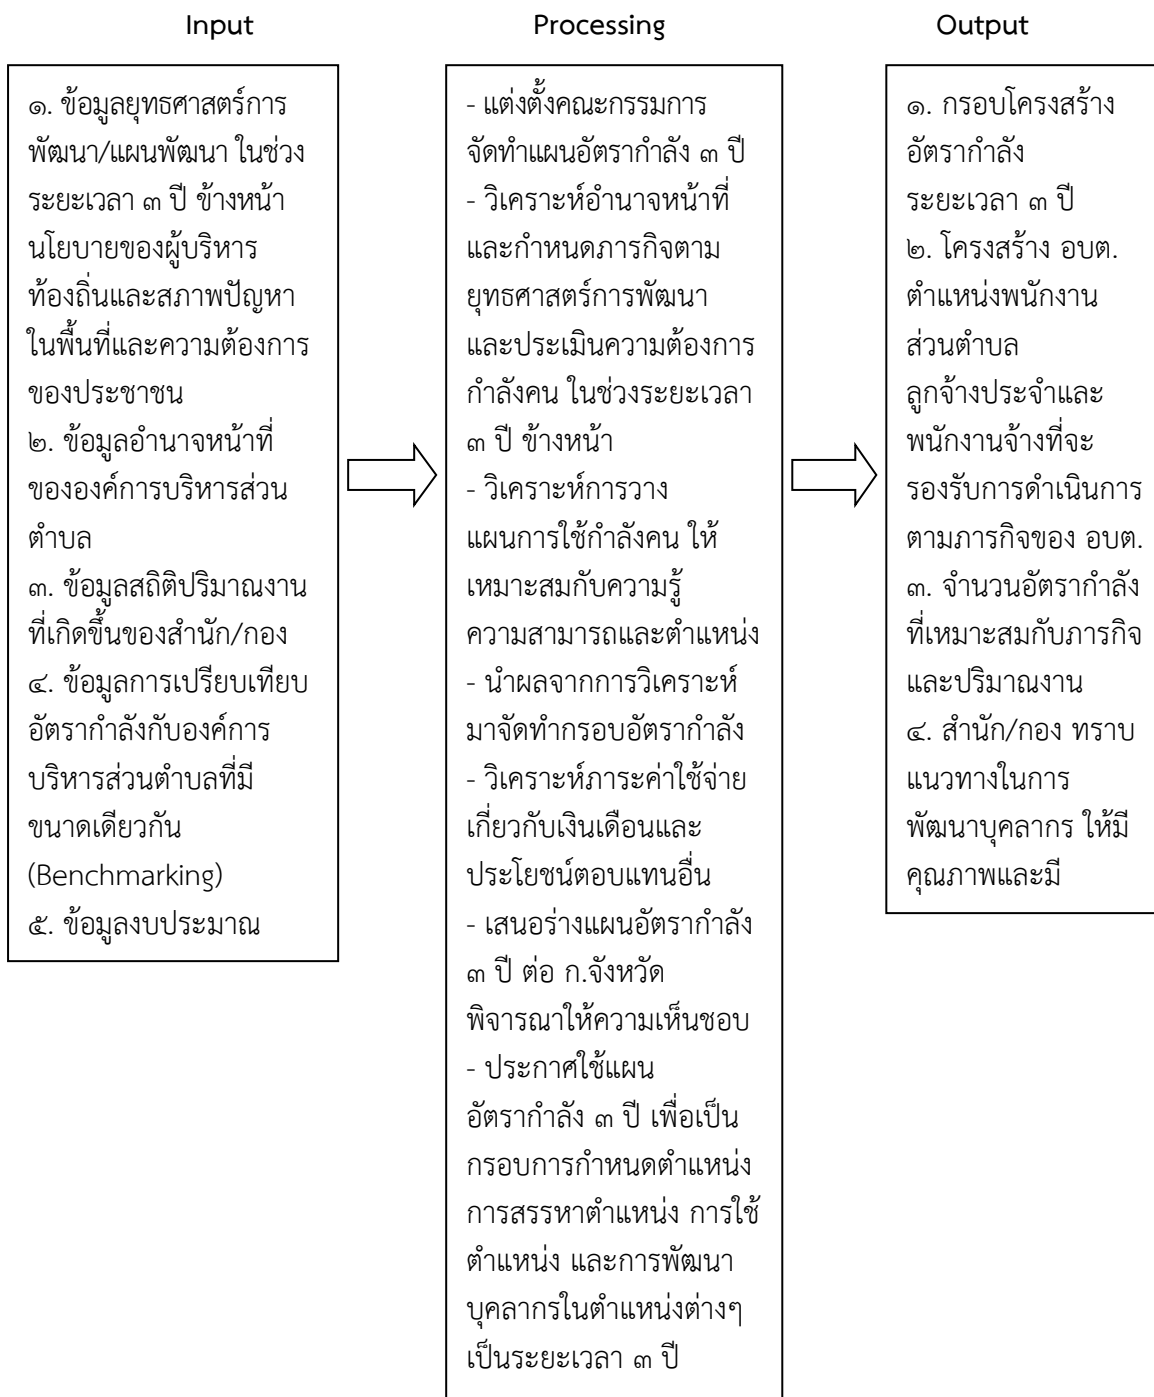 Input
Processing
Output
๑. ข้อมูลยุทธศาสตร์การ
พัฒนา/แผนพัฒนา ในช่วง
ระยะเวลา ๓ ปี ข้างหน้า
นโยบายของผู้บริหาร
ท้องถิ่นและสภาพปัญหา
ในพื้นที่และความต้องการ
ของประชาชน
๒. ข้อมูลอำนาจหน้าที่
ขององค์การบริหารส่วน
ตำบล
๓. ข้อมูลสถิติปริมาณงาน
ที่เกิดขึ้นของสำนัก/กอง
๔. ข้อมูลการเปรียบเทียบ
อัตรากำลังกับองค์การ
บริหารส่วนตำบลที่มี
ขนาดเดียวกัน
(Benchmarking)
๕. ข้อมูลงบประมาณ
- แต่งตั้งคณะกรรมการ
จัดทำแผนอัตรากำลัง ๓ ปี
- วิเคราะห์อำนาจหน้าที่
และกำหนดภารกิจตาม
ยุทธศาสตร์การพัฒนา
และประเมินความต้องการ
กำลังคน ในช่วงระยะเวลา
๓ ปี ข้างหน้า
- วิเคราะห์การวาง
แผนการใช้กำลังคน ให้
เหมาะสมกับความรู้
ความสามารถและตำแหน่ง
- นำผลจากการวิเคราะห์
มาจัดทำกรอบอัตรากำลัง
- วิเคราะห์ภาระค่าใช้จ่าย
เกี่ยวกับเงินเดือนและ
ประโยชน์ตอบแทนอื่น
- เสนอร่างแผนอัตรากำลัง
๓ ปี ต่อ ก.จังหวัด
พิจารณาให้ความเห็นชอบ
- ประกาศใช้แผน
อัตรากำลัง ๓ ปี เพื่อเป็น
กรอบการกำหนดตำแหน่ง
การสรรหาตำแหน่ง การใช้
ตำแหน่ง และการพัฒนา
บุคลากรในตำแหน่งต่างๆ
เป็นระยะเวลา ๓ ปี
๑. กรอบโครงสร้าง
อัตรากำลัง
ระยะเวลา ๓ ปี
๒. โครงสร้าง อบต.
ตำแหน่งพนักงาน
ส่วนตำบล
ลูกจ้างประจำและ
พนักงานจ้างที่จะ
รองรับการดำเนินการ
ตามภารกิจของ อบต.
๓. จำนวนอัตรากำลัง
ที่เหมาะสมกับภารกิจ
และปริมาณงาน
๔. สำนัก/กอง ทราบ
แนวทางในการ
พัฒนาบุคลากร ให้มี
คุณภาพและมี